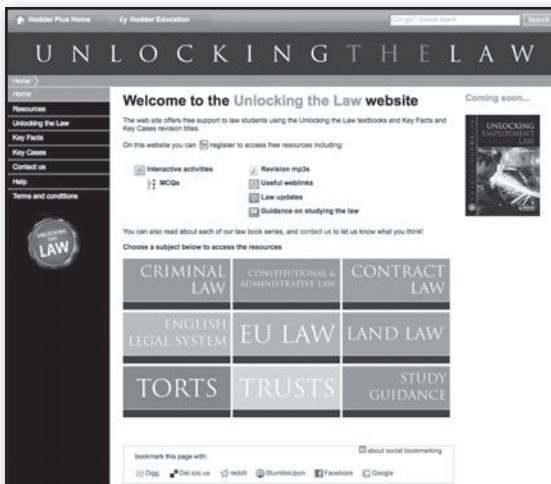 Hodder Plus Home
Hodder Education
Google™ Custom Search
Search
UNLOCKING THE LAW
Home
Home
Resources
Unlocking the Law
Key Facts
Key Cases
Contact us
Help
Terms and conditions
UNLOCKING
THE
LAW
Welcome to the Unlocking the Law website
The web site offers free support to law students using the Unlocking the Law textbooks and Key Facts and
Key Cases revision titles.
On this website you can register to access free resources including:
Interactive activities
MCQs
Revision mp3s
Useful weblinks
Law updates
Guidance on studying the law
You can also read about each of our law book series, and contact us to let us know what you think!
Choose a subject below to access the resources
CRIMINAL
LAW
CONSTITUTIONAL &
ADMINISTRATIVE LAW
CONTRACT
LAW
ENGLISH
LEGAL SYSTEM
EU LAW
LAND LAW
TORTS
TRUSTS
STUDY
GUIDANCE
Coming soon...
UNLOCKING
EMPLOYMENT
LAW
bookmark this page with:
about social bookmarking
Digg
Del.icio.us
reddit
StumbleUpon
Facebook
Google